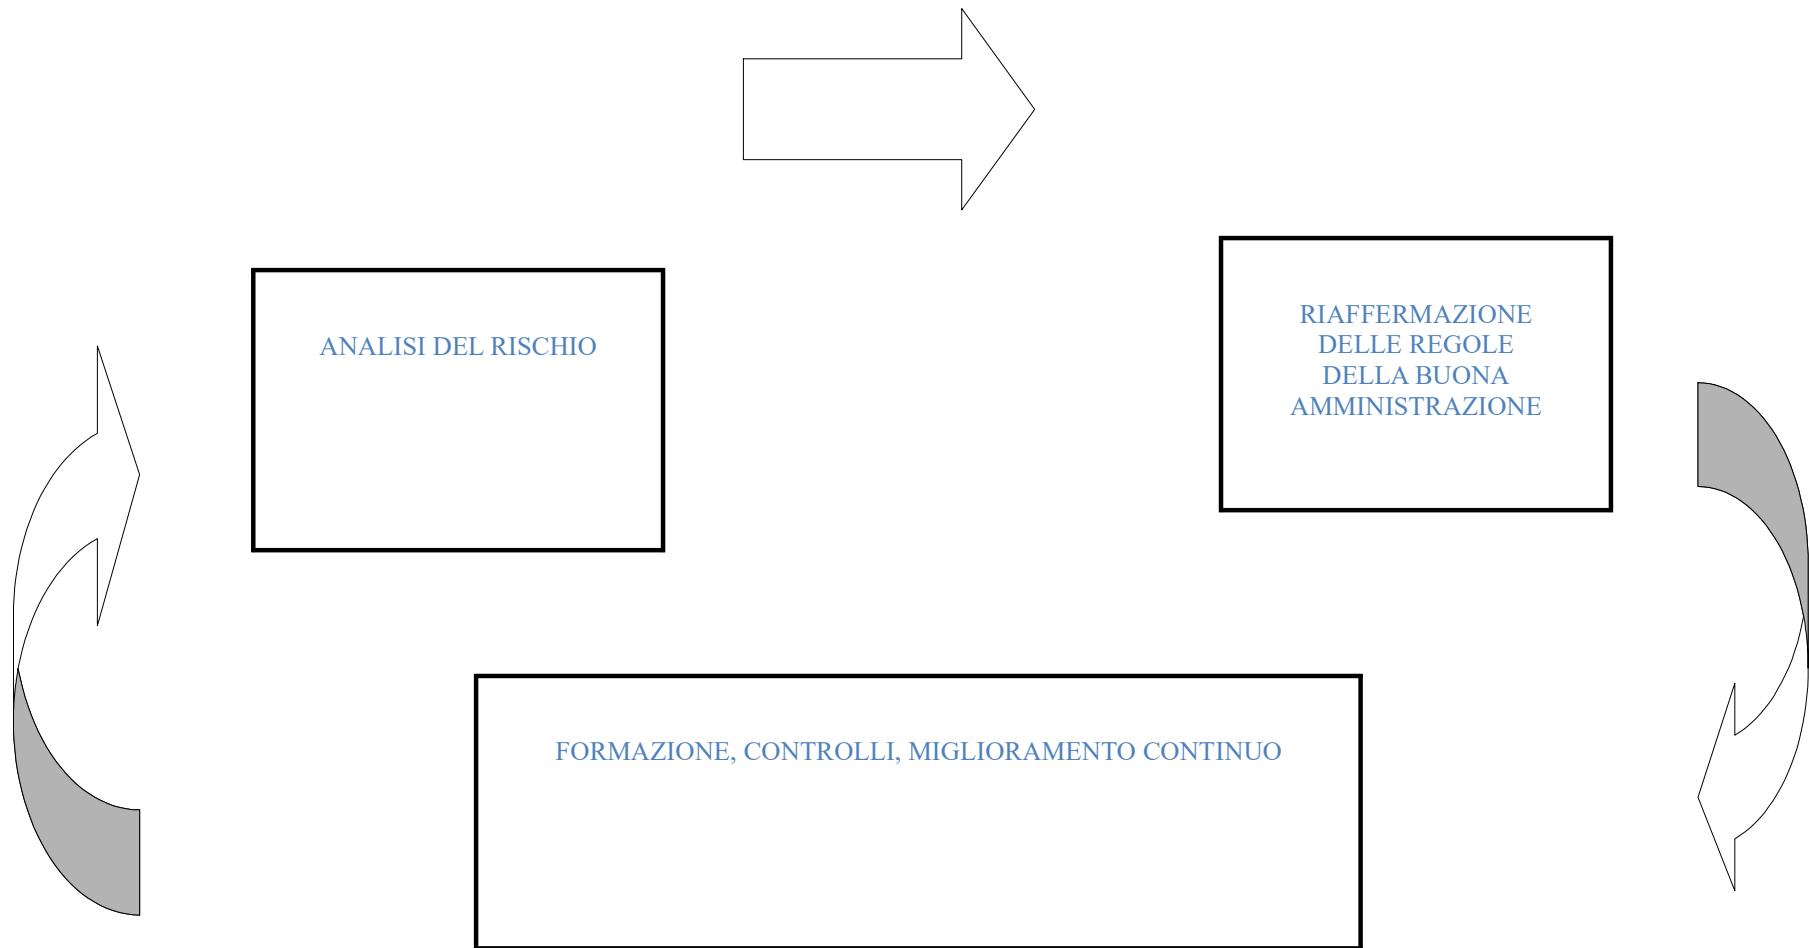 ANALISI DEL RISCHIO
RIAFFERMAZIONE
DELLE REGOLE
DELLA BUONA
AMMINISTRAZIONE
FORMAZIONE, CONTROLLI, MIGLIORAMENTO CONTINUO